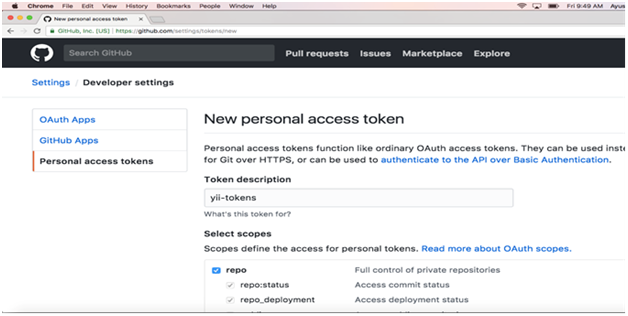 Chrome File Edit View History Bookmarks People Window Help Fri 9:49 AM Ayus
New personal access token
GitHub, Inc. [US] https://github.com/settings/tokens/new
Search GitHub Pull requests Issues Marketplace Explore
Settings / Developer settings
OAuth Apps
GitHub Apps
Personal access tokens
New personal access token
Personal access tokens function like ordinary OAuth access tokens. They can be used inste
for Git over HTTPS, or can be used to authenticate to the API over Basic Authentication.
Token description
yii-tokens
What's this token for?
Select scopes
Scopes define the access for personal tokens. Read more about OAuth scopes.
repo Full control of private repositories
repo:status Access commit status
repo_deployment Access deployment status